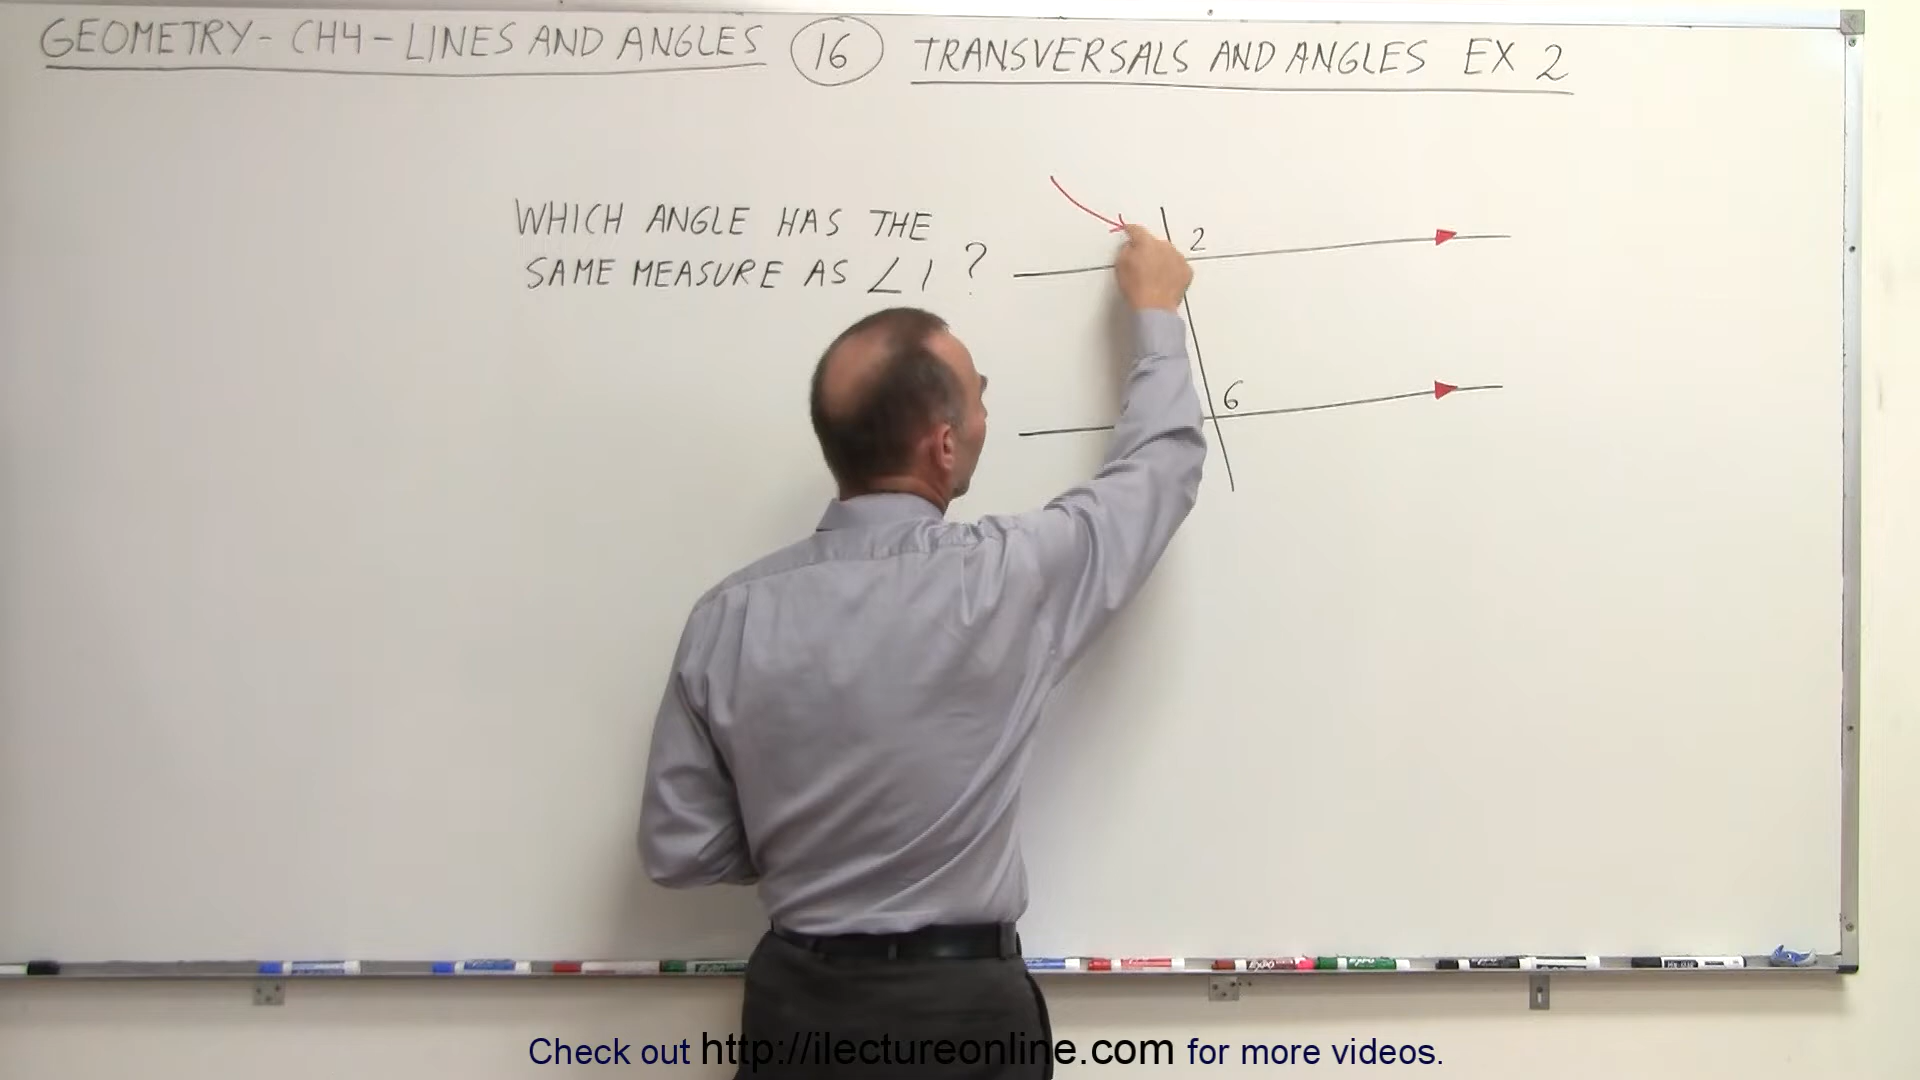 GEOMETRY - CH4 - LINES AND ANGLES 16 TRANSVERSALS AND ANGLES EX 2
WHICH ANGLE HAS THE
SAME MEASURE AS ∠1 ?
2
6
Check out http://ilectureonline.com for more videos.